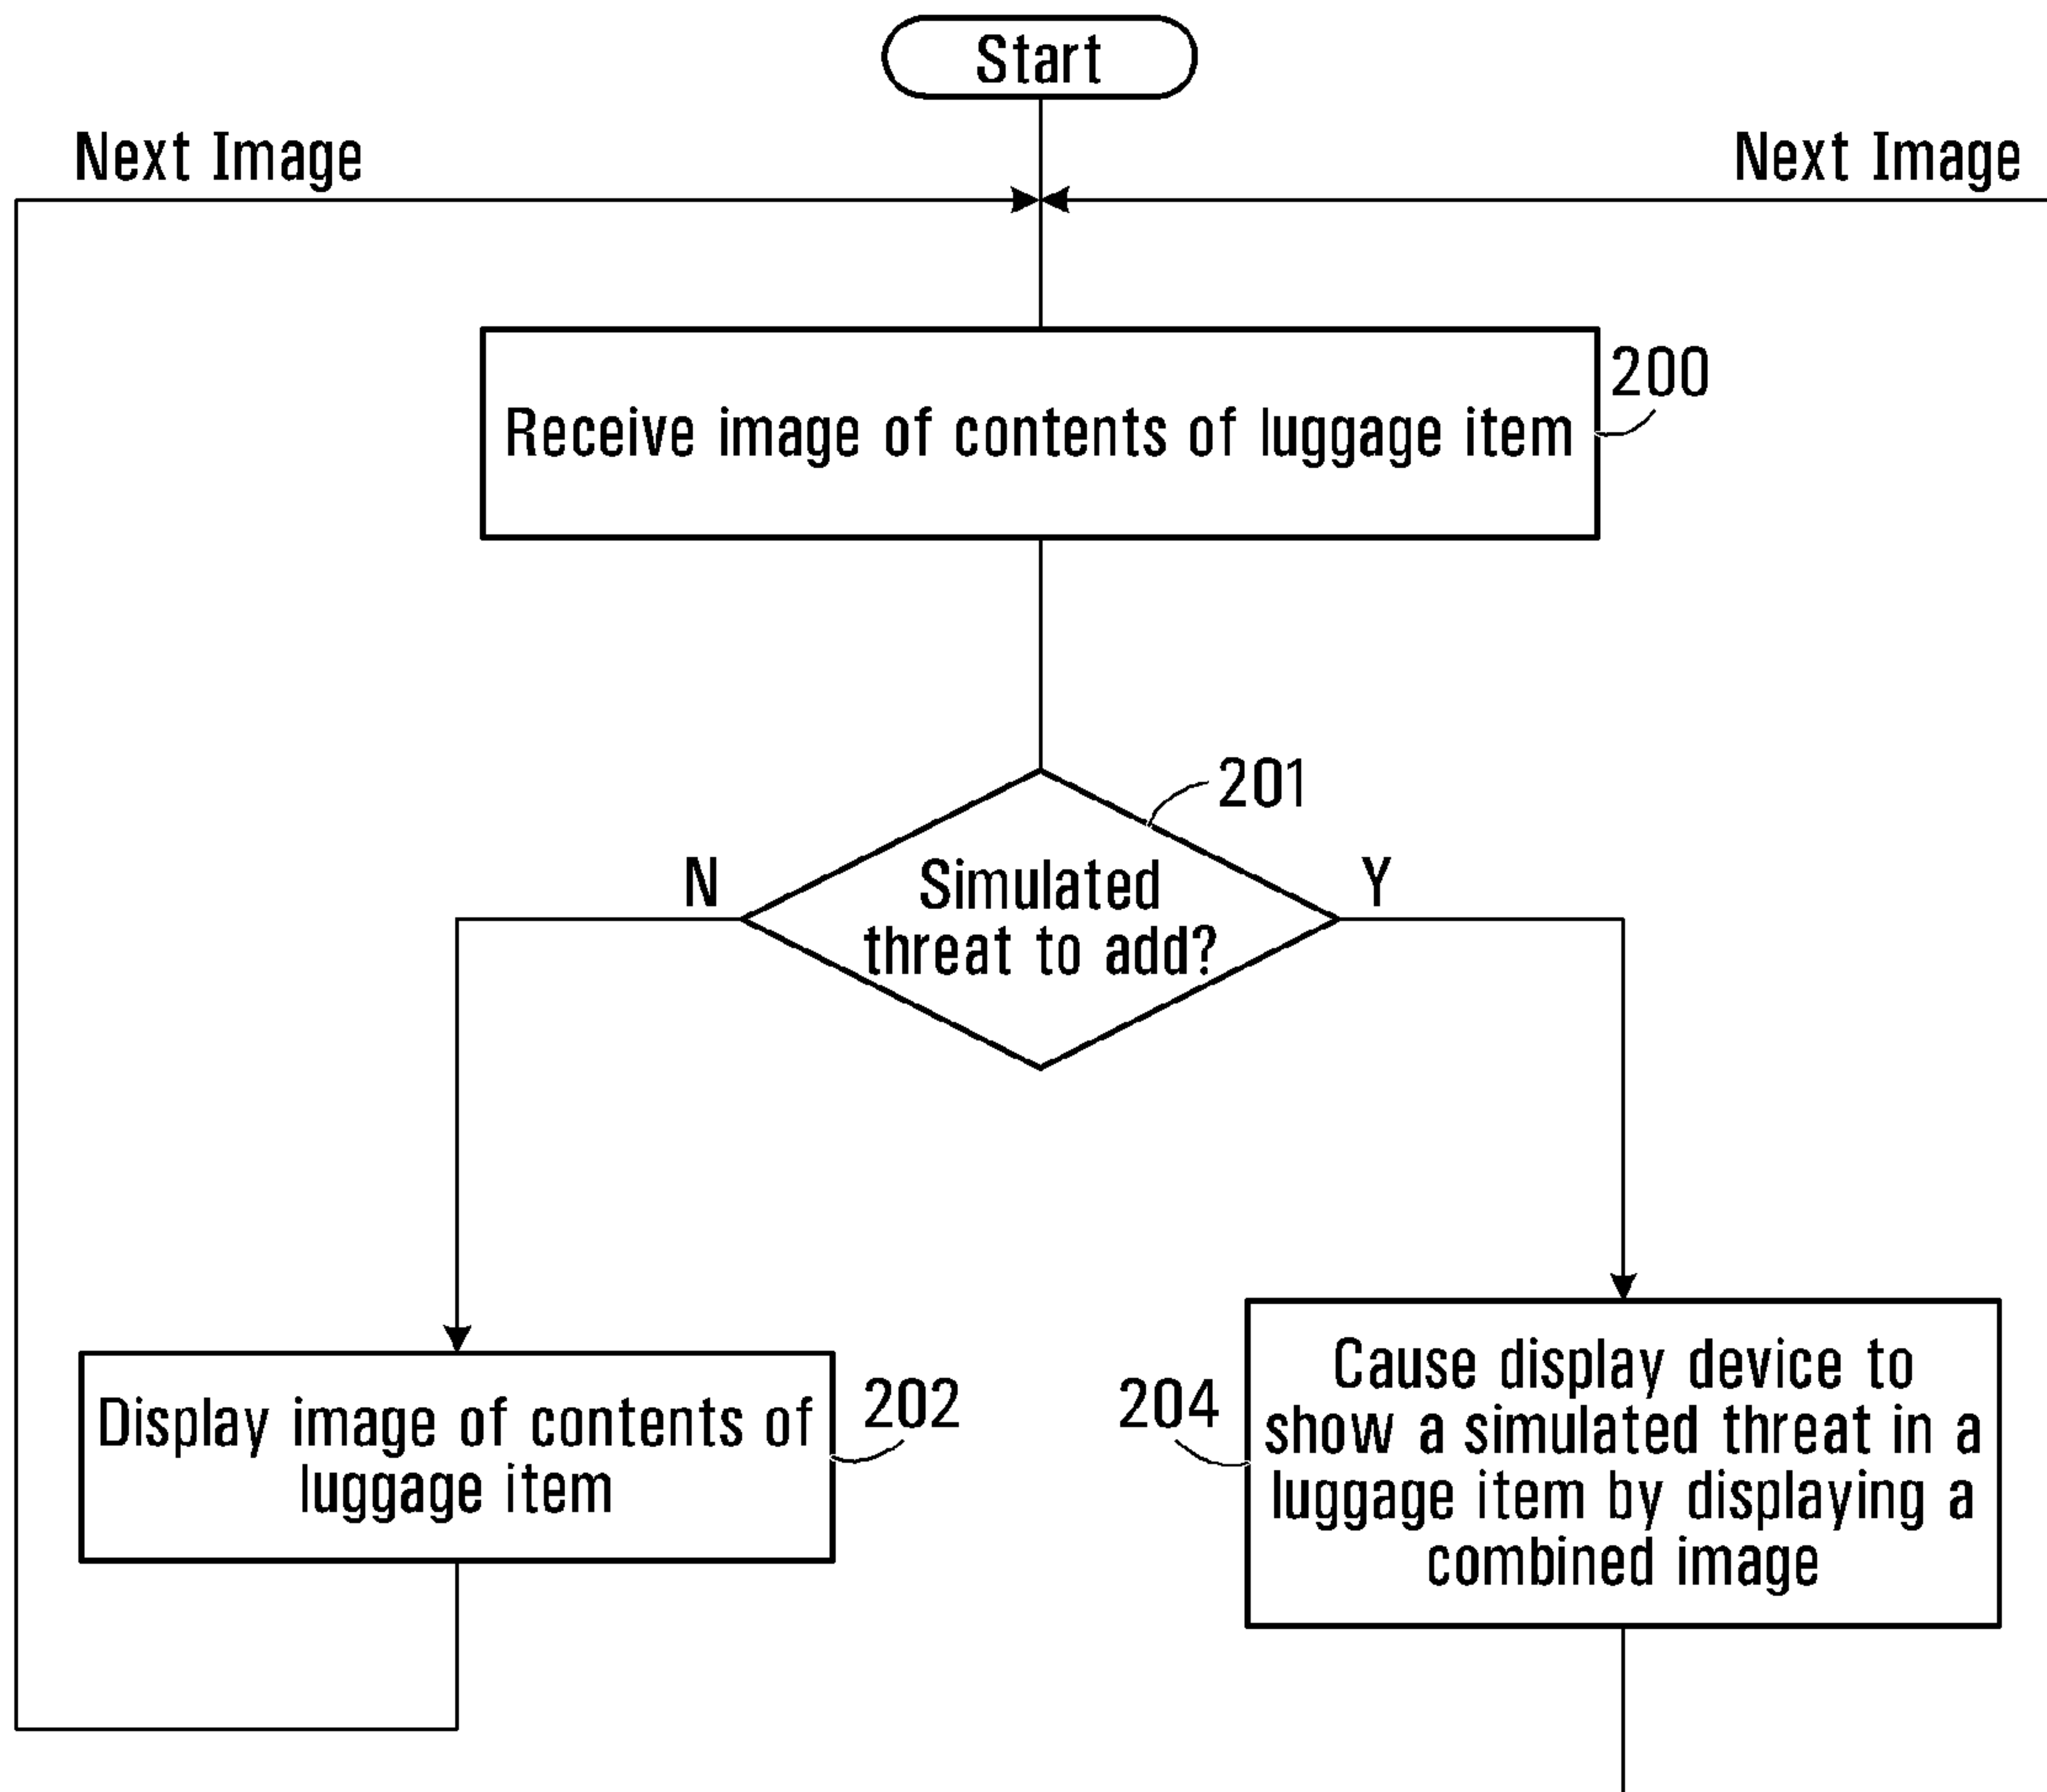 Start
Next Image
Next Image
200
Receive image of contents of luggage item
201
N
Simulated
threat to add?
Y
Display image of contents of
luggage item
202
204
Cause display device to
show a simulated threat in a
luggage item by displaying a
combined image